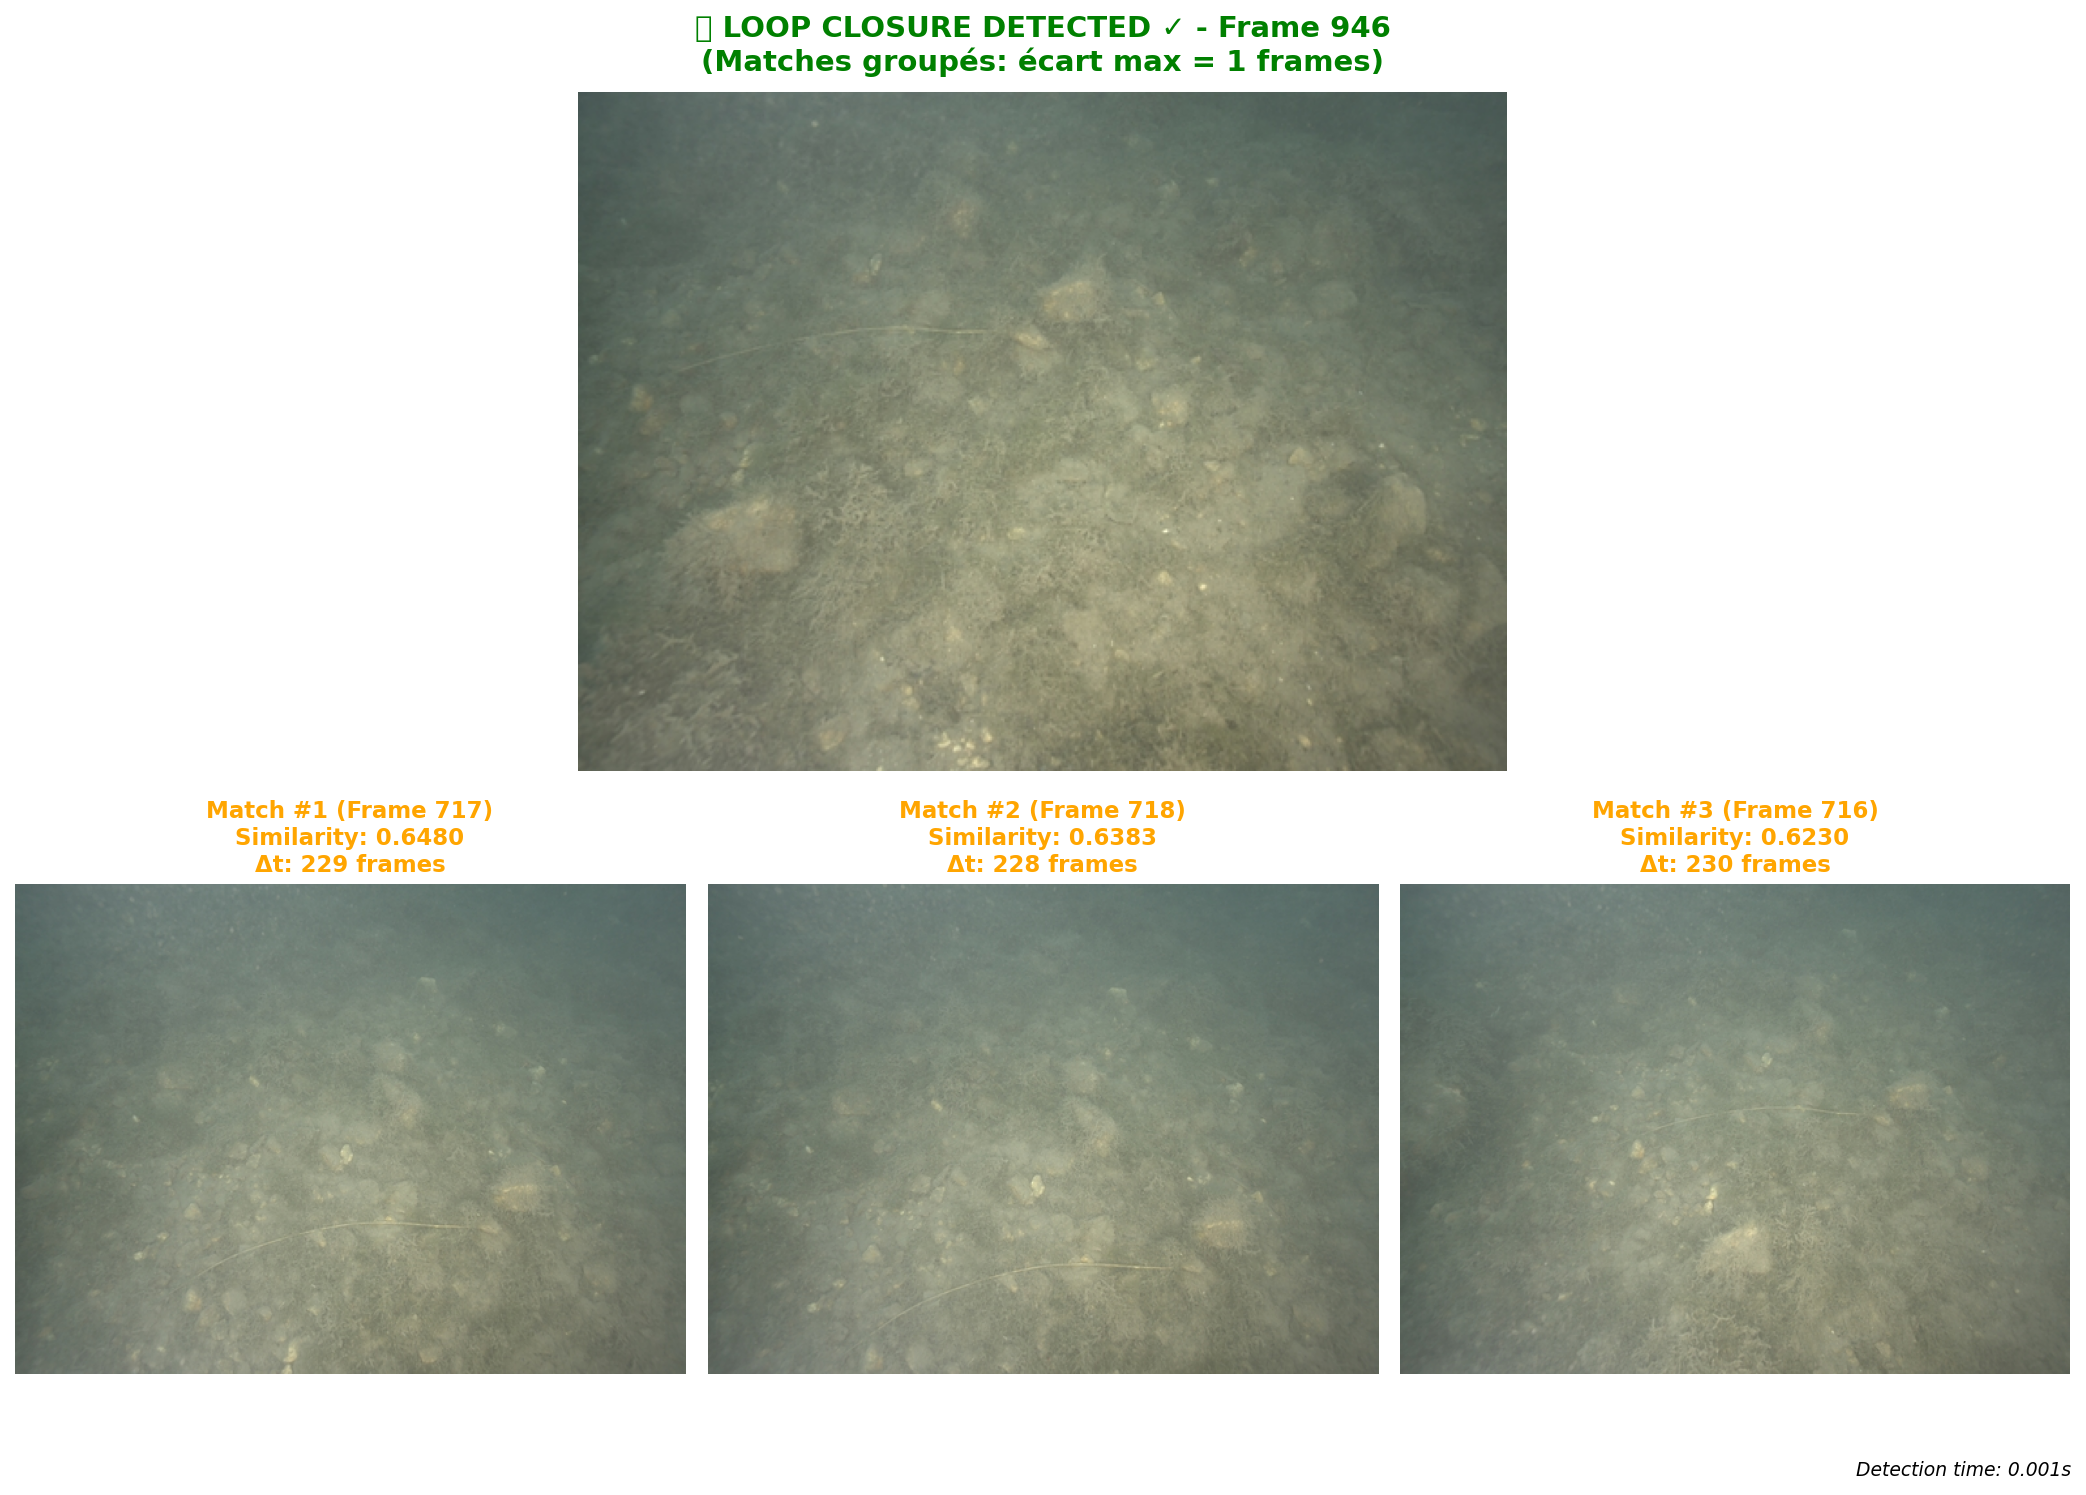 LOOP CLOSURE DETECTED ✓ - Frame 946
(Matches groupés: écart max = 1 frames)
Match #1 (Frame 717)
Similarity: 0.6480
Δt: 229 frames
Match #2 (Frame 718)
Similarity: 0.6383
Δt: 228 frames
Match #3 (Frame 716)
Similarity: 0.6230
Δt: 230 frames
Detection time: 0.001s